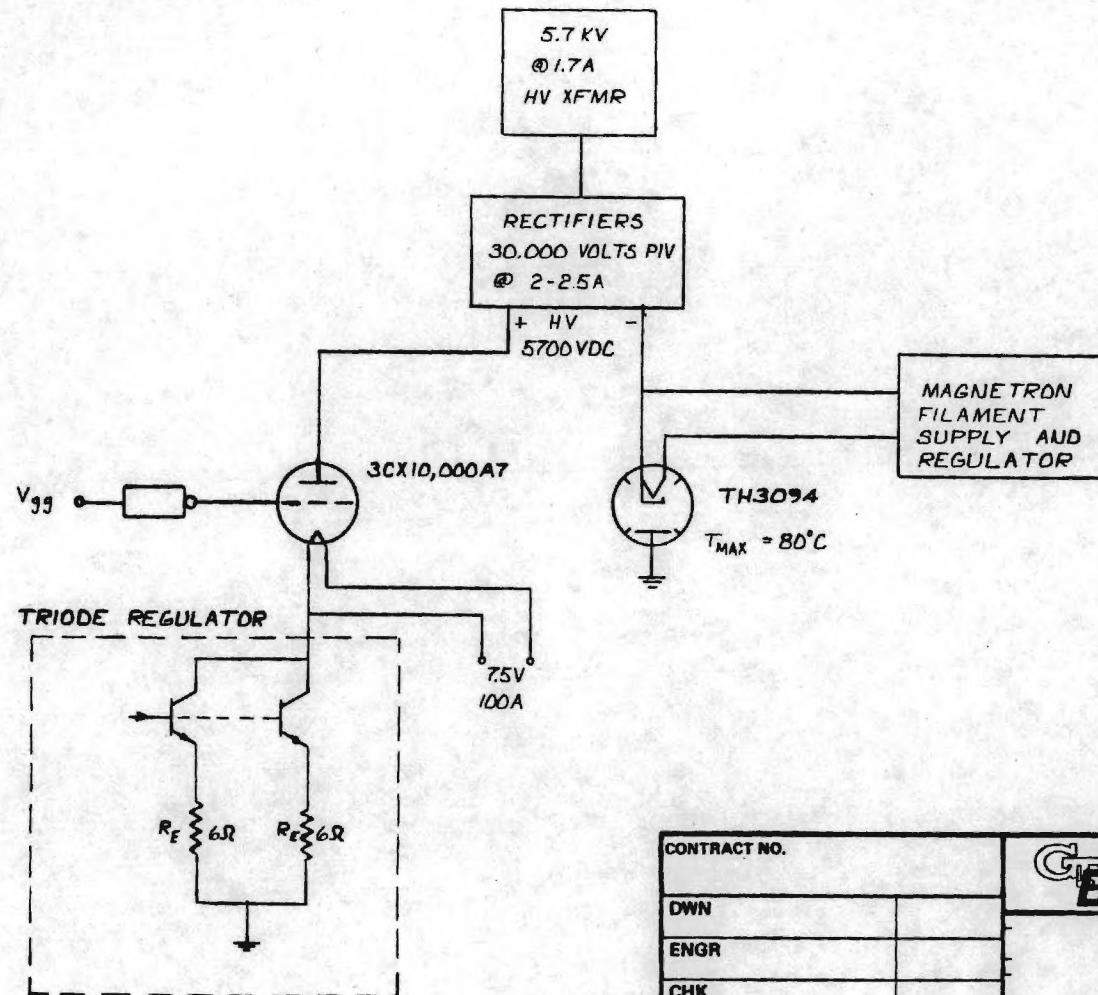 5.7 KV
@ 1.7A
HV XFMR
RECTIFIERS
30.000 VOLTS PIV
@ 2-2.5A
+ HV -
5700 VDC
MAGNETRON
FILAMENT
SUPPLY AND
REGULATOR
3CX10,000A7
Vgg
TH3094
TMAX = 80°C
TRIODE REGULATOR
7.5V
100A
RE 6Ω
RE 6Ω
CONTRACT NO.
DWN
ENGR
CHK